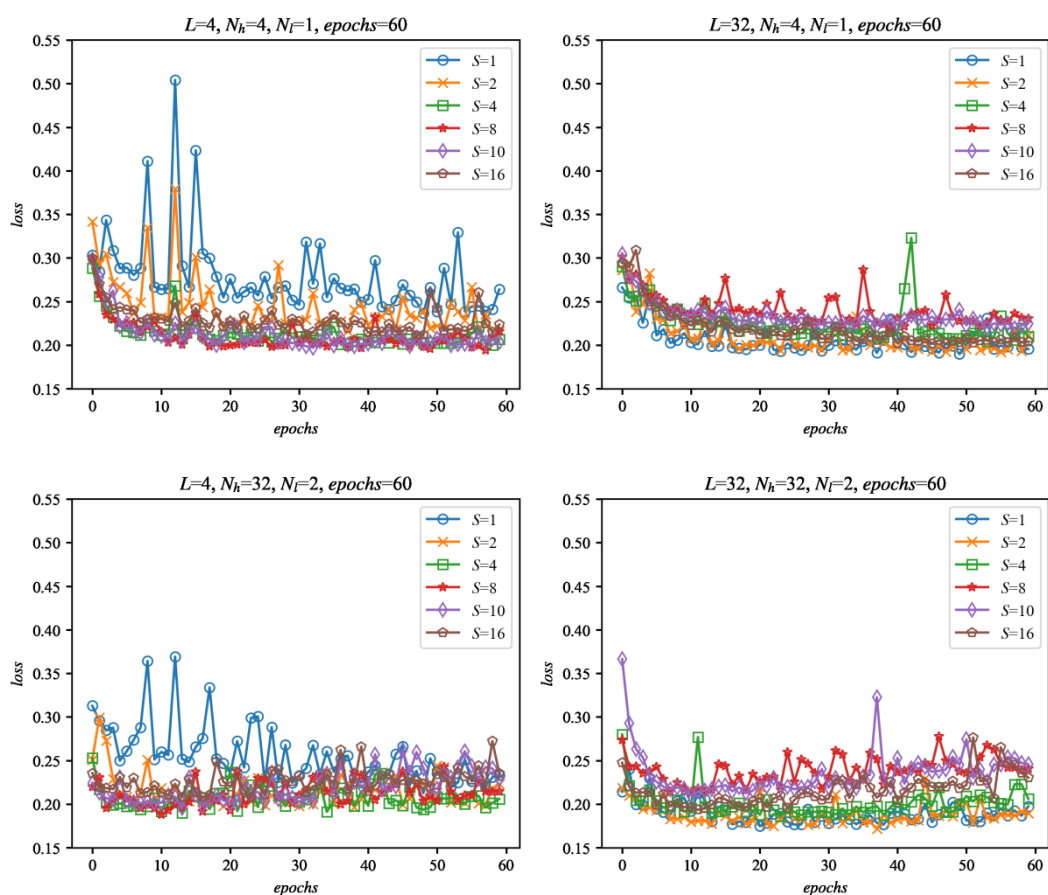 L=4, Nₕ=4, Nₗ=1, epochs=60
0.55
0.50
0.45
0.40
0.35
0.30
0.25
0.20
0.15
loss
S=1
S=2
S=4
S=8
S=10
S=16
0 10 20 30 40 50 60
epochs
L=32, Nₕ=4, Nₗ=1, epochs=60
0.55
0.50
0.45
0.40
0.35
0.30
0.25
0.20
0.15
loss
S=1
S=2
S=4
S=8
S=10
S=16
0 10 20 30 40 50 60
epochs
L=4, Nₕ=32, Nₗ=2, epochs=60
0.55
0.50
0.45
0.40
0.35
0.30
0.25
0.20
0.15
loss
S=1
S=2
S=4
S=8
S=10
S=16
0 10 20 30 40 50 60
epochs
L=32, Nₕ=32, Nₗ=2, epochs=60
0.55
0.50
0.45
0.40
0.35
0.30
0.25
0.20
0.15
loss
S=1
S=2
S=4
S=8
S=10
S=16
0 10 20 30 40 50 60
epochs